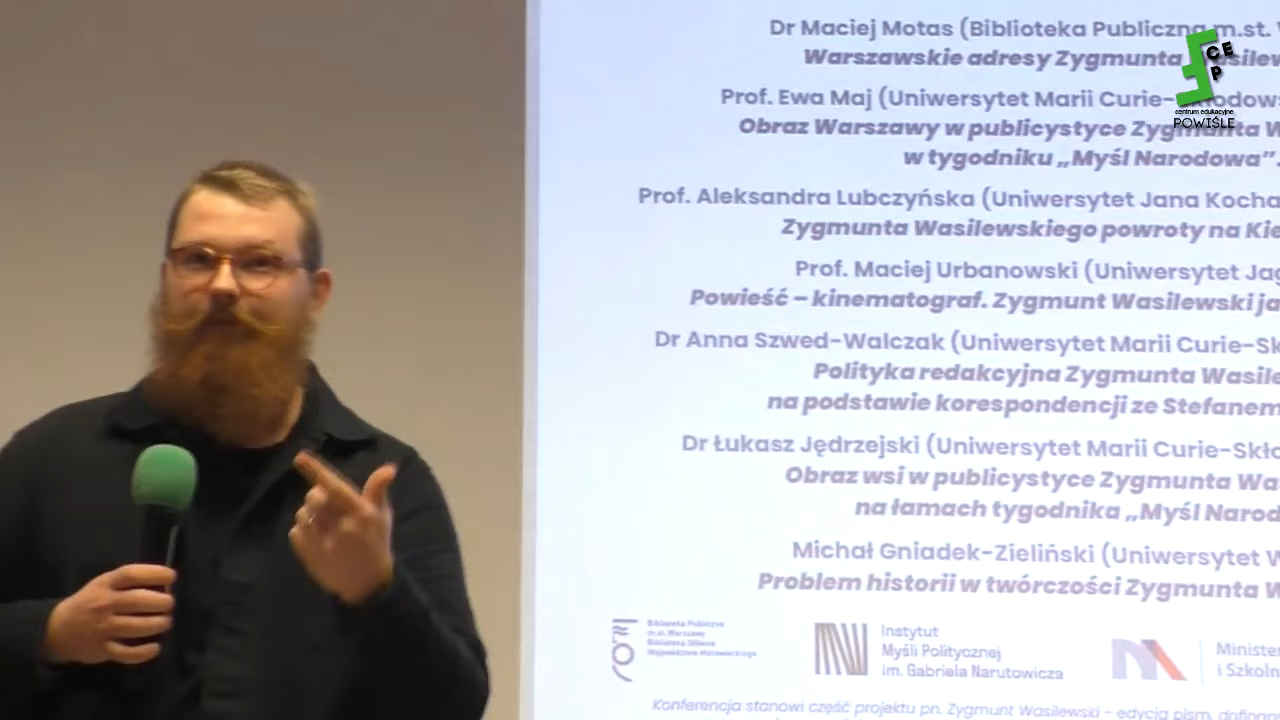 Dr Maciej Motas (Biblioteka Publiczna m.st.
Warszawskie adresy Zygmunta
Prof. Ewa Maj (Uniwersytet Marii
Obraz Warszawy w publicystyce Zygmunta
w tygodniku „Myśl Narodowa”.
Prof. Aleksandra Lubczyńska (Uniwersytet Jana
Zygmunta Wasilewskiego powroty na
Prof. Maciej Urbanowski (Uniwersytet
Powieść – kinematograf. Zygmunt Wasilewski
Dr Anna Szwed-Walczak (Uniwersytet Marii
Polityka redakcyjna Zygmunta
na podstawie korespondencji ze Stefanem
Dr Łukasz Jędrzejski (Uniwersytet Marii
Obraz wsi w publicystyce Zygmunta
na łamach tygodnika „Myśl
Michał Gniadek-Zieliński (Uniwersytet
Problem historii w twórczości Zygmunta
Biblioteka Publiczna
m.st. Warszawy
Biblioteka Główna
Województwa Mazowieckiego
Instytut
Myśli Politycznej
im. Gabriela Narutowicza
i
Konferencja stanowi część projektu pn. Zygmunt Wasilewski – edycja pism,
CE
P
centrum edukacyjne
POWIŚLE